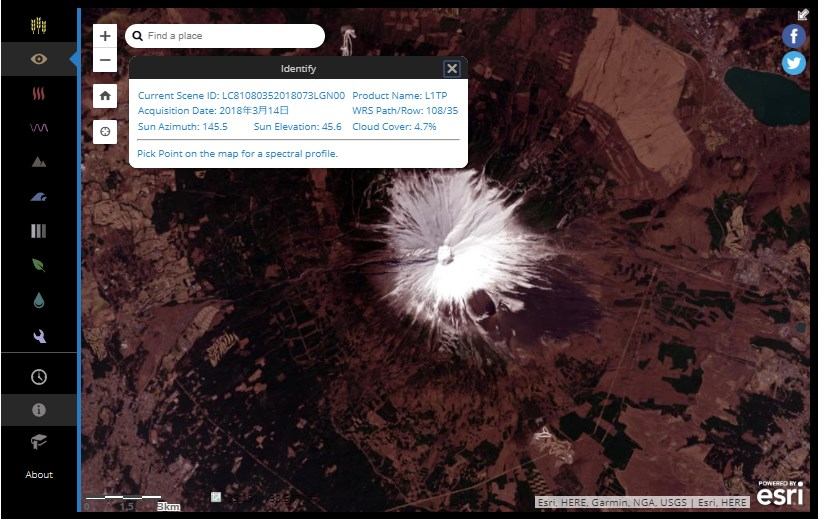 Find a place
Identify
Current Scene ID: LC81080352018073LGN00 Product Name: L1TP
Acquisition Date: 2018年3月14日 WRS Path/Row: 108/35
Sun Azimuth: 145.5 Sun Elevation: 45.6 Cloud Cover: 4.7%
Pick Point on the map for a spectral profile.
About
0 1.5 3km
Esri, HERE, Garmin, NGA, USGS | Esri, HERE
POWERED BY
esri